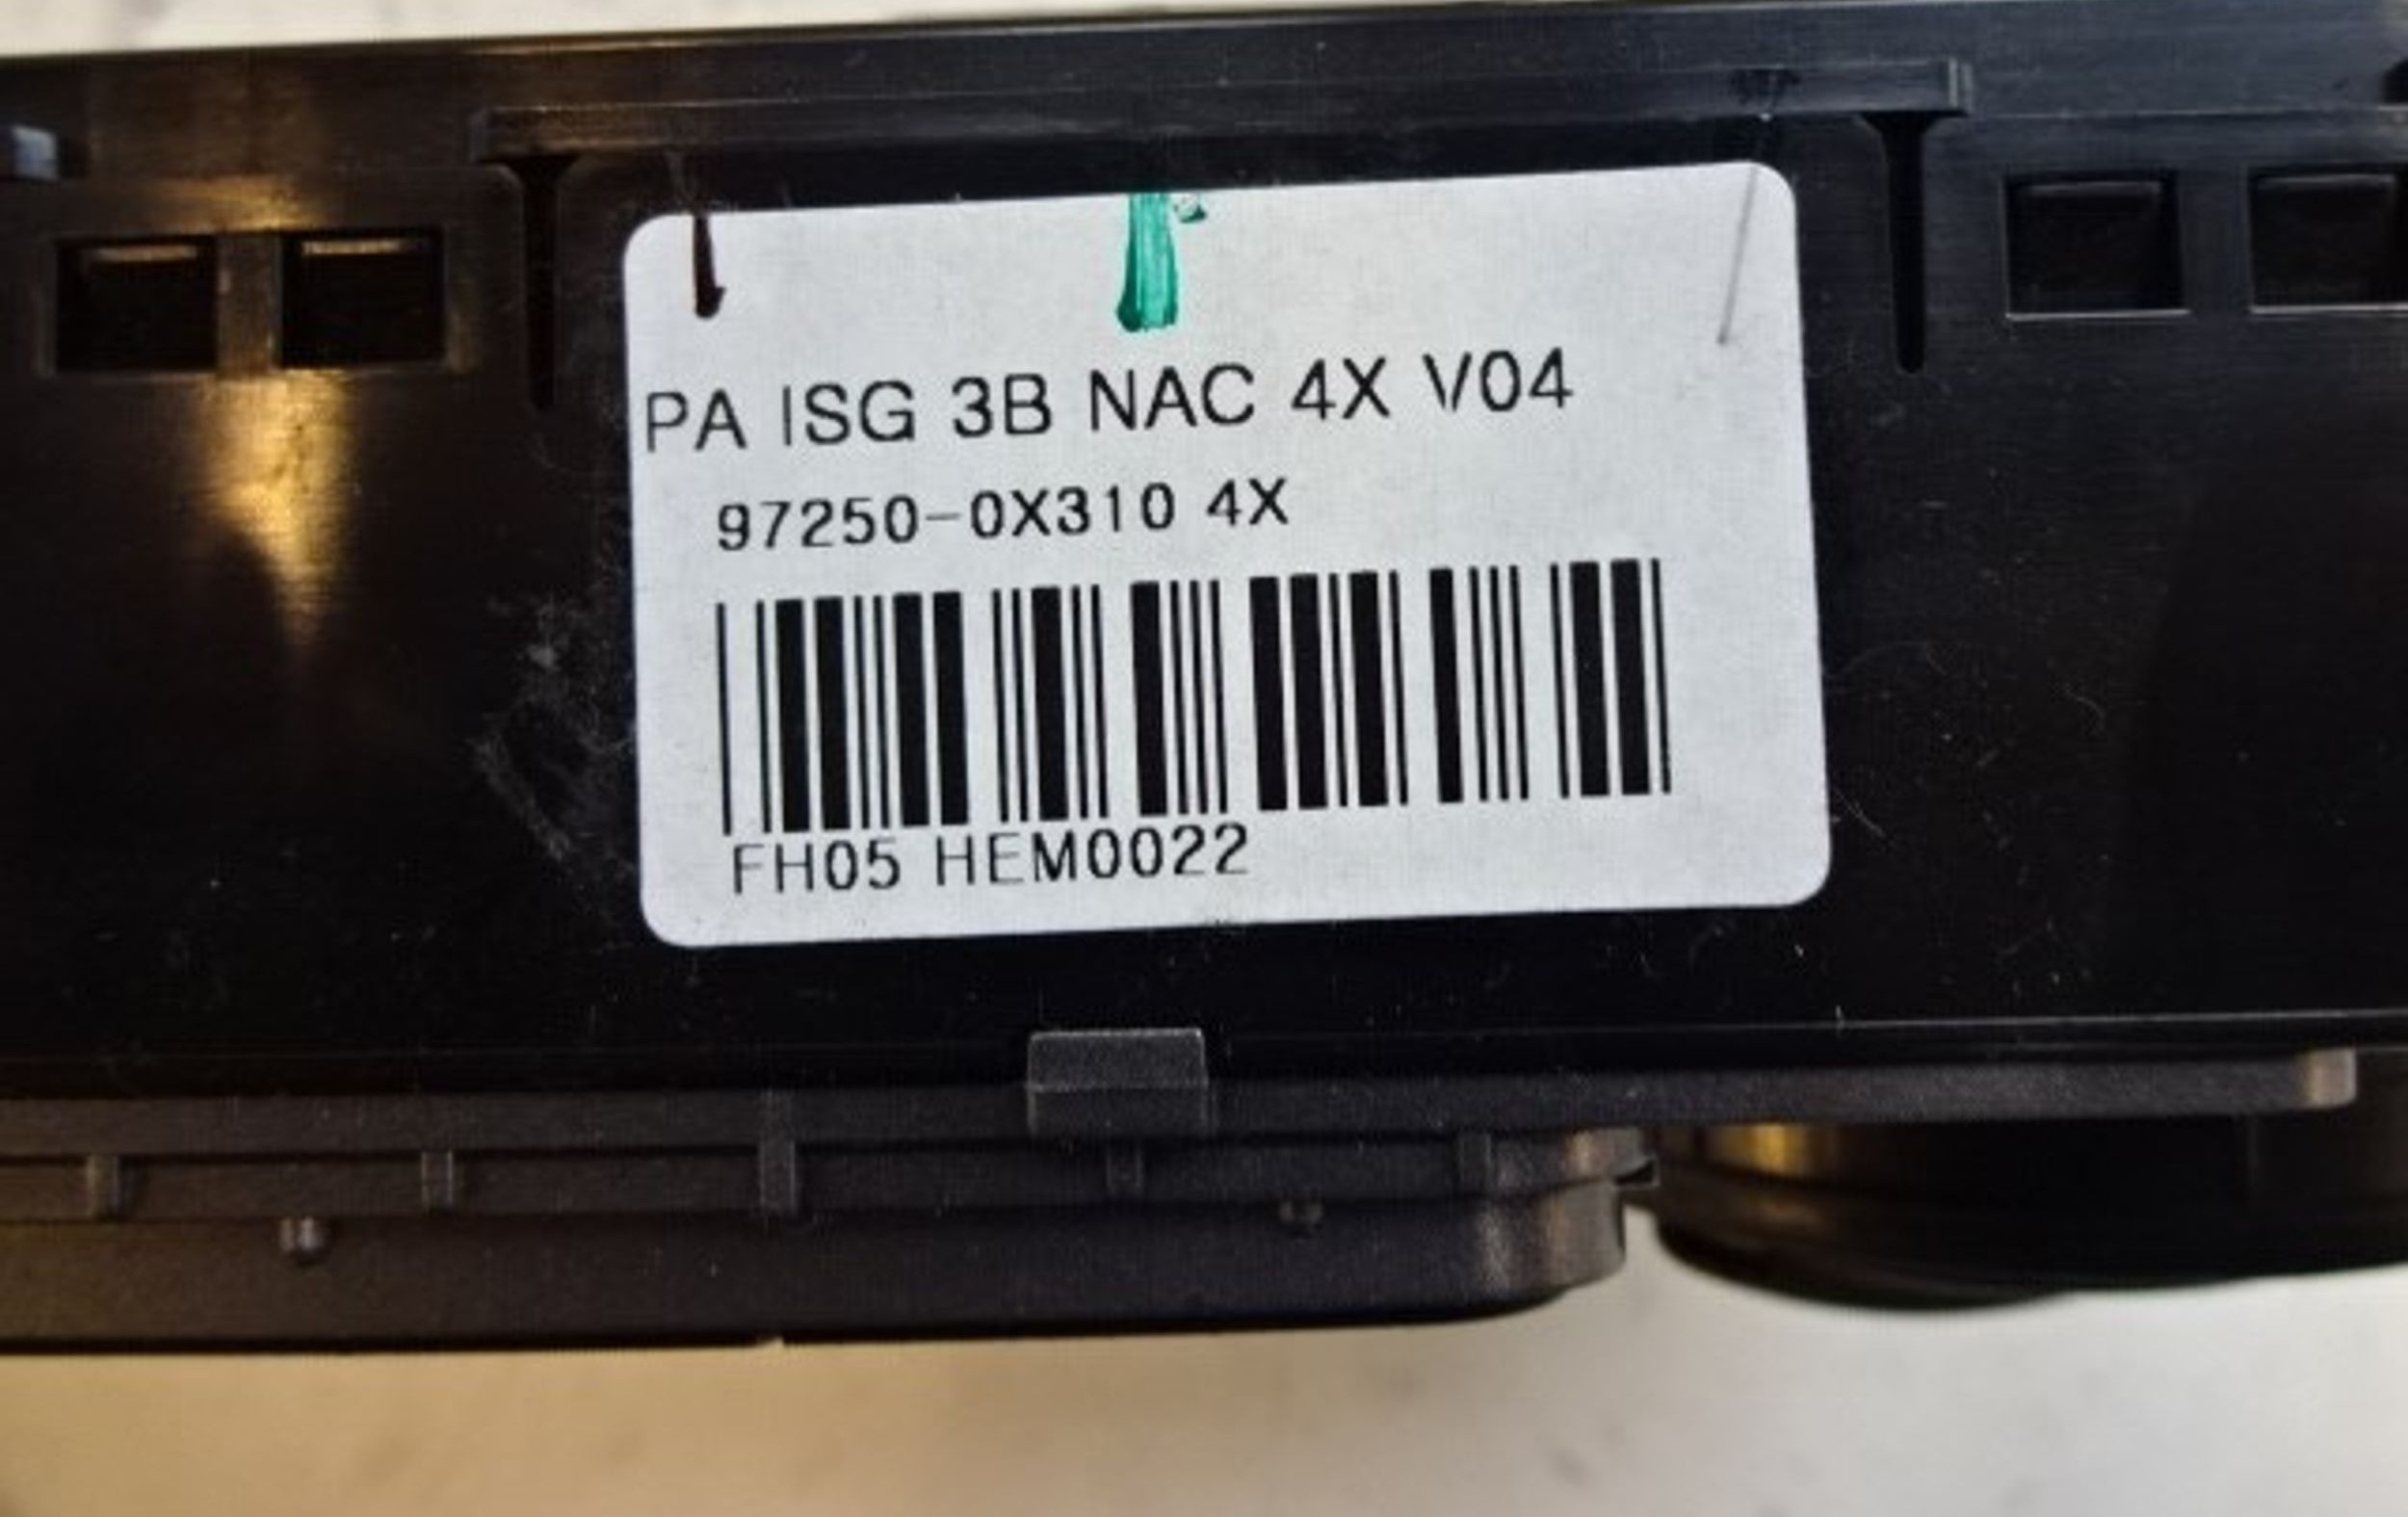 PA ISG 3B NAC 4X V04
97250-0X310 4X
FH05 HEM0022